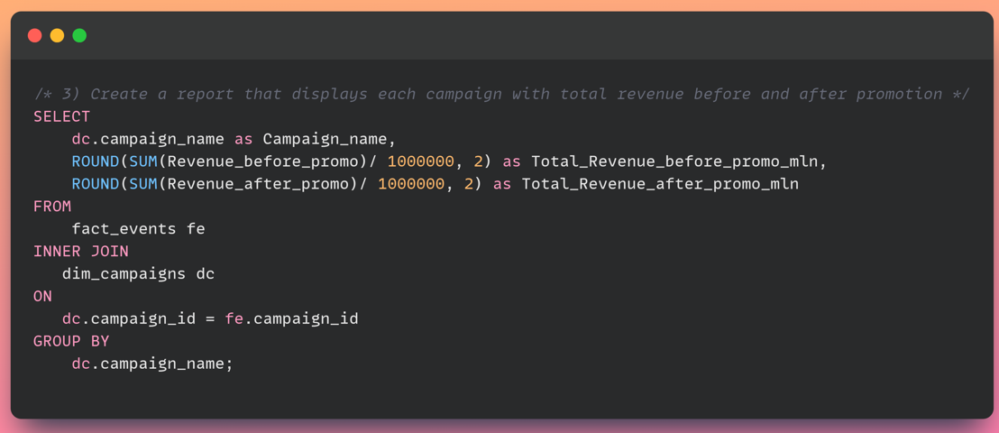 /* 3) Create a report that displays each campaign with total revenue before and after promotion */
SELECT
    dc.campaign_name as Campaign_name,
    ROUND(SUM(Revenue_before_promo)/ 1000000, 2) as Total_Revenue_before_promo_mln,
    ROUND(SUM(Revenue_after_promo)/ 1000000, 2) as Total_Revenue_after_promo_mln
FROM
    fact_events fe
INNER JOIN
   dim_campaigns dc
ON
   dc.campaign_id = fe.campaign_id
GROUP BY
    dc.campaign_name;